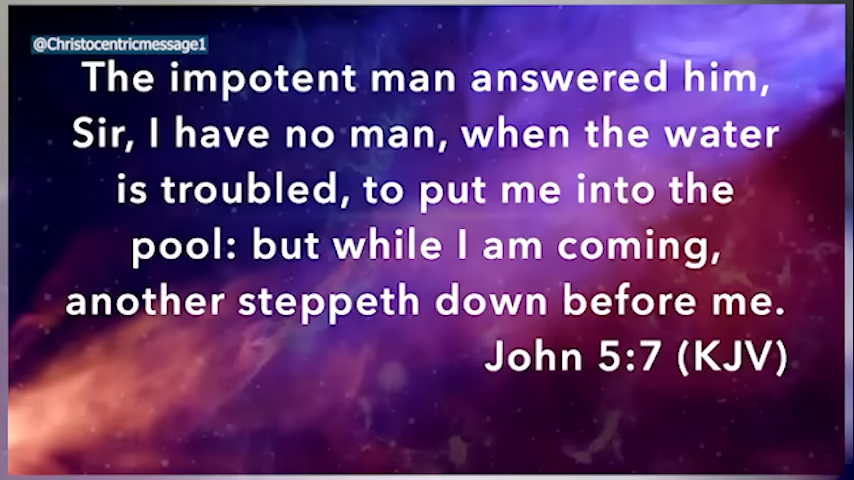 @Christocentricmessage1
The impotent man answered him,
Sir, I have no man, when the water
is troubled, to put me into the
pool: but while I am coming,
another steppeth down before me.
John 5:7 (KJV)